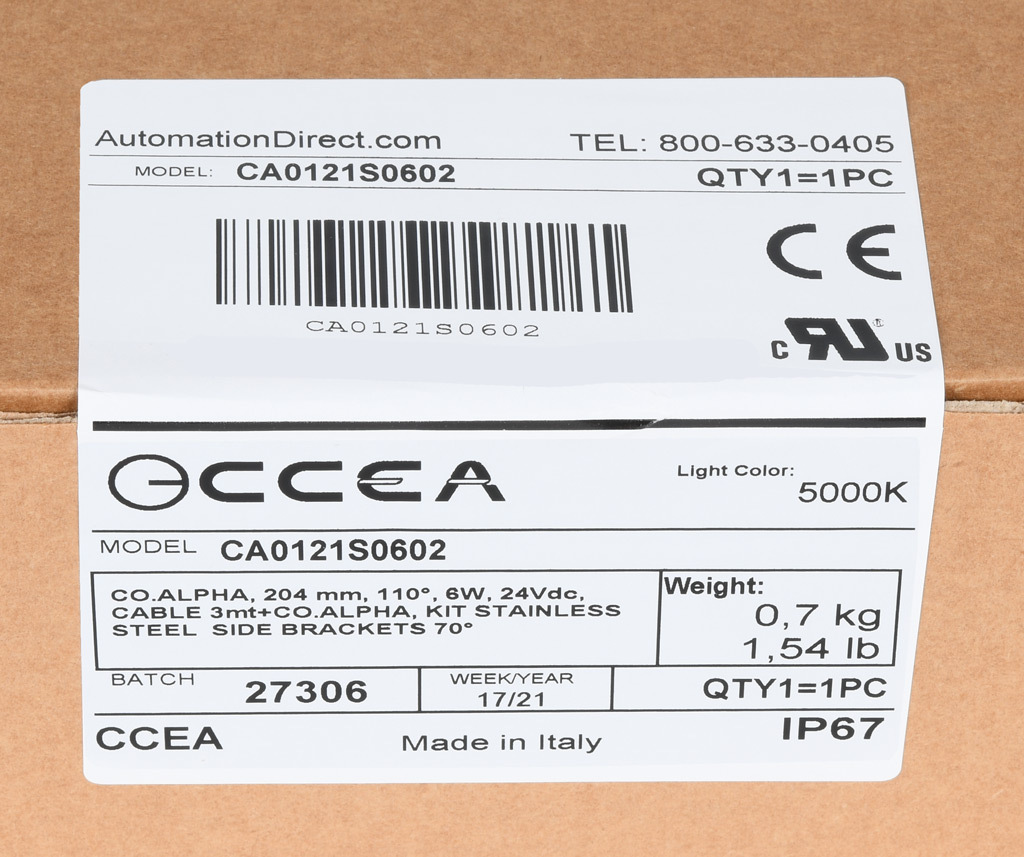 AutomationDirect.com TEL: 800-633-0405
MODEL: CA0121S0602 QTY1=1PC
CA0121S0602
CE
C RU ® US
CCEA
Light Color:
5000K
MODEL CA0121S0602
CO.ALPHA, 204 mm, 110°, 6W, 24Vdc,
CABLE 3mt+CO.ALPHA, KIT STAINLESS
STEEL SIDE BRACKETS 70°
Weight:
0,7 kg
1,54 lb
BATCH 27306
WEEK/YEAR
17/21
QTY1=1PC
CCEA Made in Italy IP67